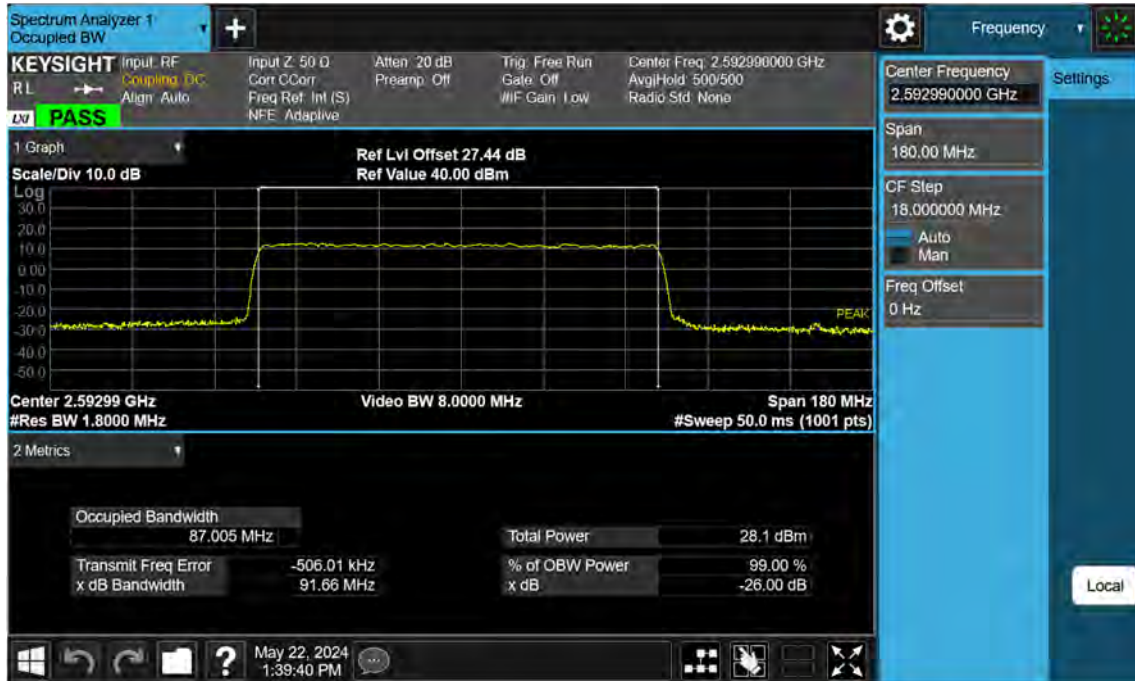 Spectrum Analyzer 1
Occupied BW
+
Frequency
KEYSIGHT
Input: RF
Input Z: 50 Ω
Atten: 20 dB
Trig: Free Run
Center Freq: 2.592990000 GHz
RL
Coupling: DC
Corr CCorr
Preamp: Off
Gate: Off
Avg|Hold: 500/500
Align: Auto
Freq Ref: Int (S)
#IF Gain: Low
Radio Std: None
NFE: Adaptive
LXI
PASS
Center Frequency
2.592990000 GHz
Settings
Span
180.00 MHz
CF Step
18.000000 MHz
Auto
Man
Freq Offset
0 Hz
1 Graph
Ref Lvl Offset 27.44 dB
Scale/Div 10.0 dB
Ref Value 40.00 dBm
Log
30.0
20.0
10.0
0.00
-10.0
-20.0
PEAK
-30.0
-40.0
-50.0
Center 2.59299 GHz
Video BW 8.0000 MHz
Span 180 MHz
#Res BW 1.8000 MHz
#Sweep 50.0 ms (1001 pts)
2 Metrics
Occupied Bandwidth
87.005 MHz
Total Power 28.1 dBm
Transmit Freq Error -506.01 kHz
% of OBW Power 99.00 %
x dB Bandwidth 91.66 MHz
x dB -26.00 dB
Local
?
May 22, 2024
1:39:40 PM